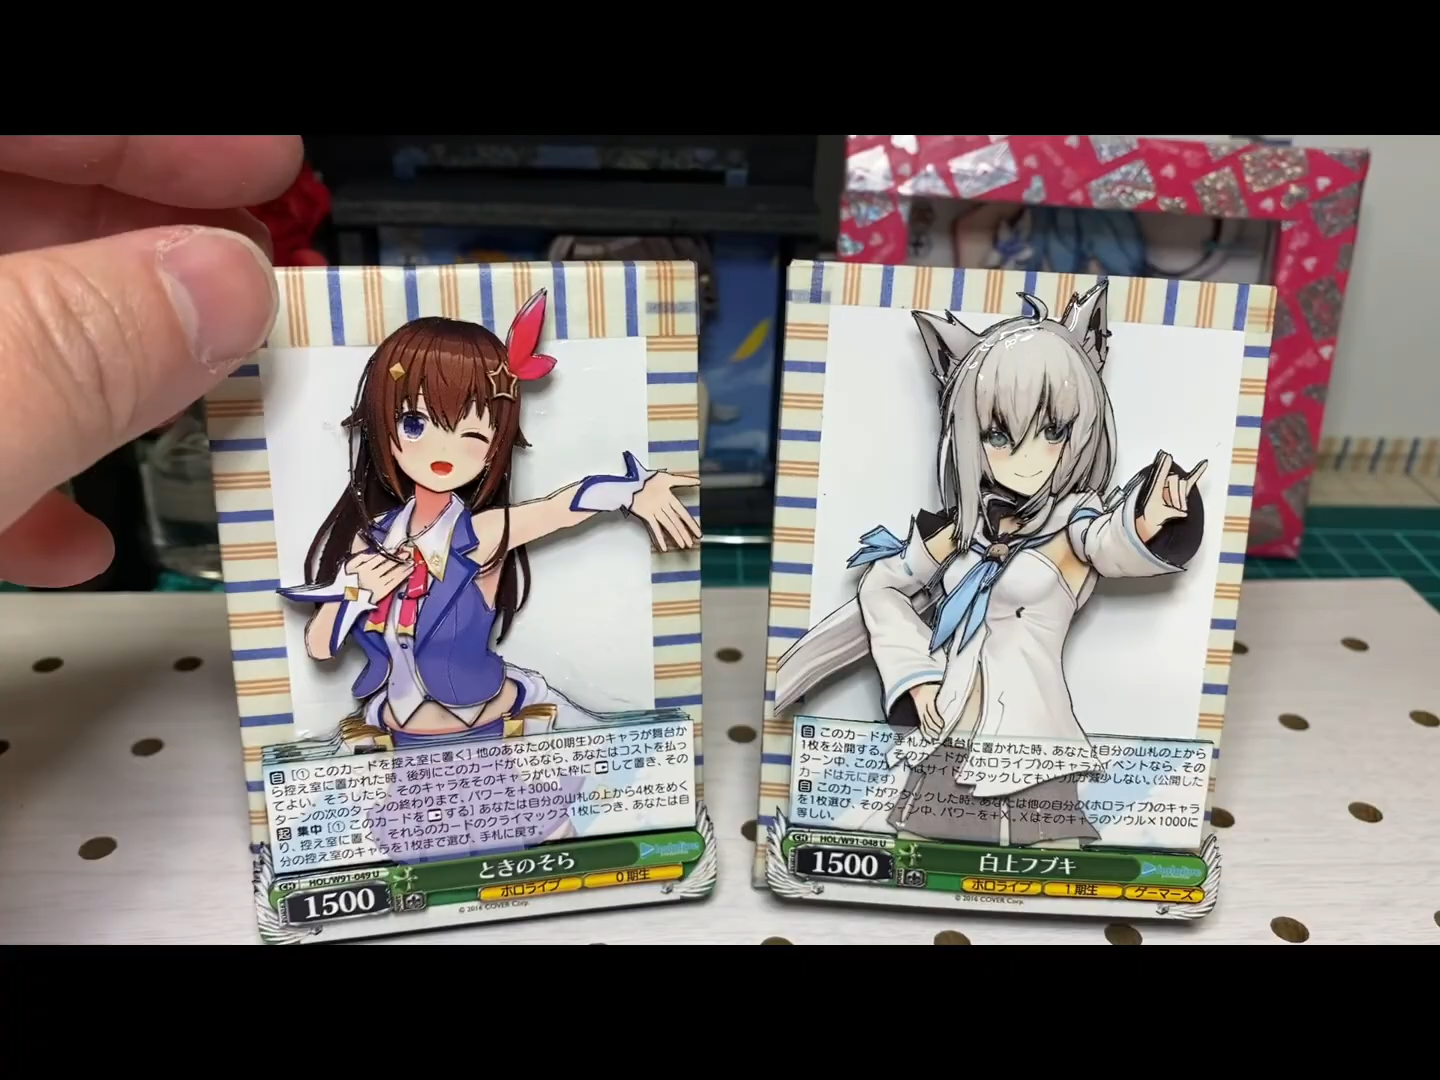 [① このカードを控え室に置く] 他のあなたの《0期生》のキャラが舞台か
ら控え室に置かれた時、後列にこのカードがいるなら、あなたはコストを払っ
てよい。そうしたら、そのキャラをそのキャラがいた枠に して置き、その
ターンの次のターンの終わりまで、パワーを+3000。
起 集中 [① このカードを する] あなたは自分の山札の上から4枚をめく
り、控え室に置く。それらのカードのクライマックス1枚につき、あなたは自
分の控え室のキャラを1枚まで選び、手札に戻す。
CH HOL/W91-049 U
1500
ときのそら
ホロライブ 0期生
© 2016 COVER Corp.
このカードが手札から舞台に置かれた時、あなたは自分の山札の上から
1枚を公開する。そのカードが《ホロライブ》のキャラかイベントなら、その
ターン中、このカードはサイドアタックしてもソウルが減少しない。(公開した
カードは元に戻す)
このカードがアタックした時、あなたは他の自分の《ホロライブ》のキャラ
を1枚選び、そのターン中、パワーを+X。Xはそのキャラのソウル×1000に
等しい。
CH HOL/W91-048 U
1500
白上フブキ
ホロライブ 1期生 ゲーマーズ
© 2016 COVER Corp.